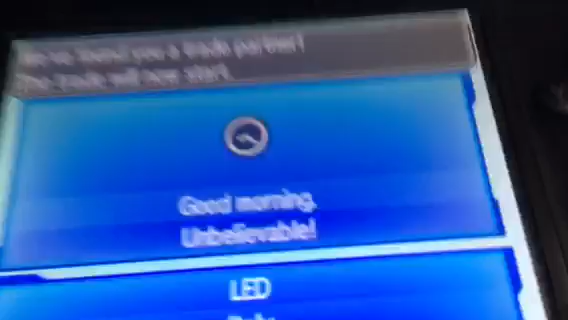 We've found you a trade partner!
The trade will now start.
Good morning.
Unbelievable!
LED